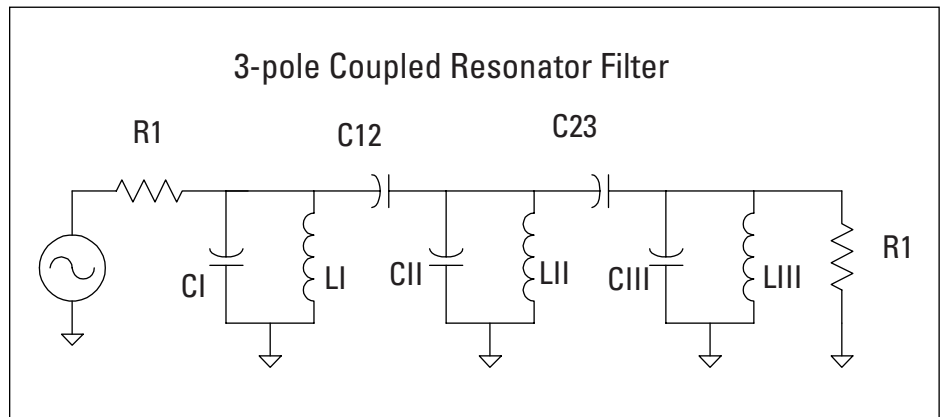 3-pole Coupled Resonator Filter
R1
C12
C23
CI
LI
CII
LII
CIII
LIII
R1